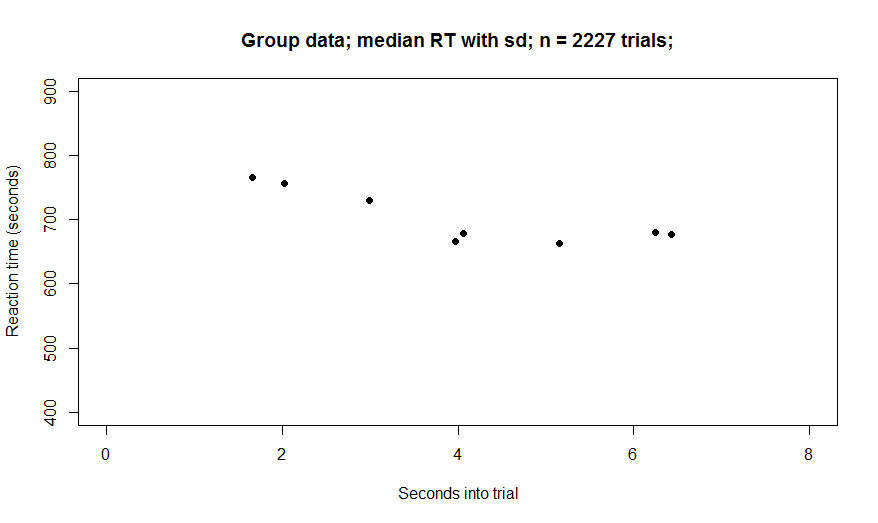 Group data; median RT with sd; n = 2227 trials;
Reaction time (seconds)
900
800
700
600
500
400
0 2 4 6 8
Seconds into trial